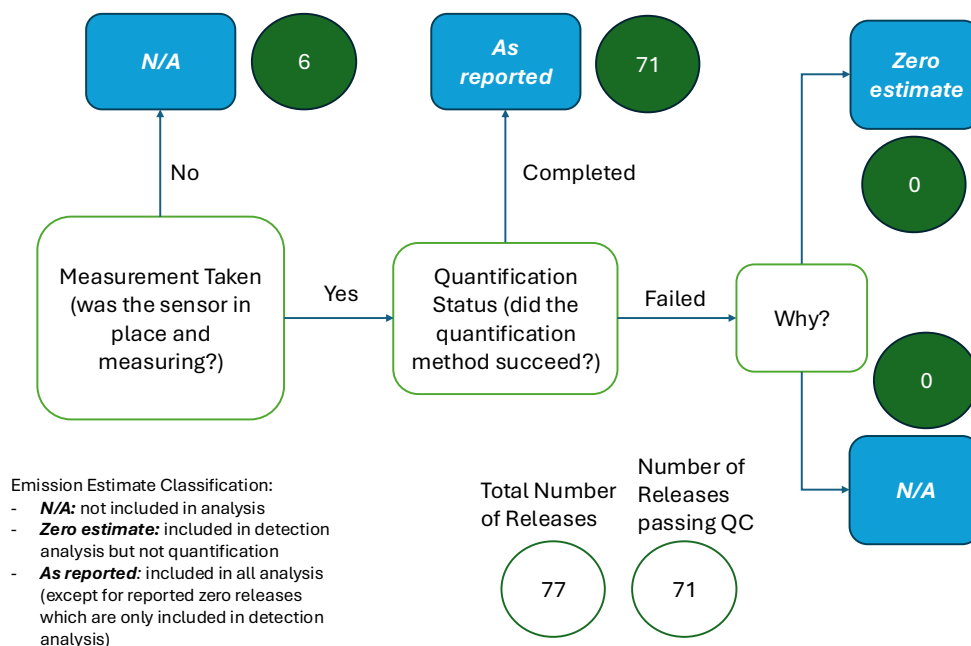 N/A
6
As
reported
71
Zero
estimate
0
No
Completed
Measurement Taken
(was the sensor in
place and
measuring?)
Yes
Quantification
Status (did the
quantification
method succeed?)
Failed
Why?
0
N/A
Emission Estimate Classification:
- N/A: not included in analysis
- Zero estimate: included in detection
analysis but not quantification
- As reported: included in all analysis
(except for reported zero releases
which are only included in detection
analysis)
Total Number
of Releases
77
Number of
Releases
passing QC
71